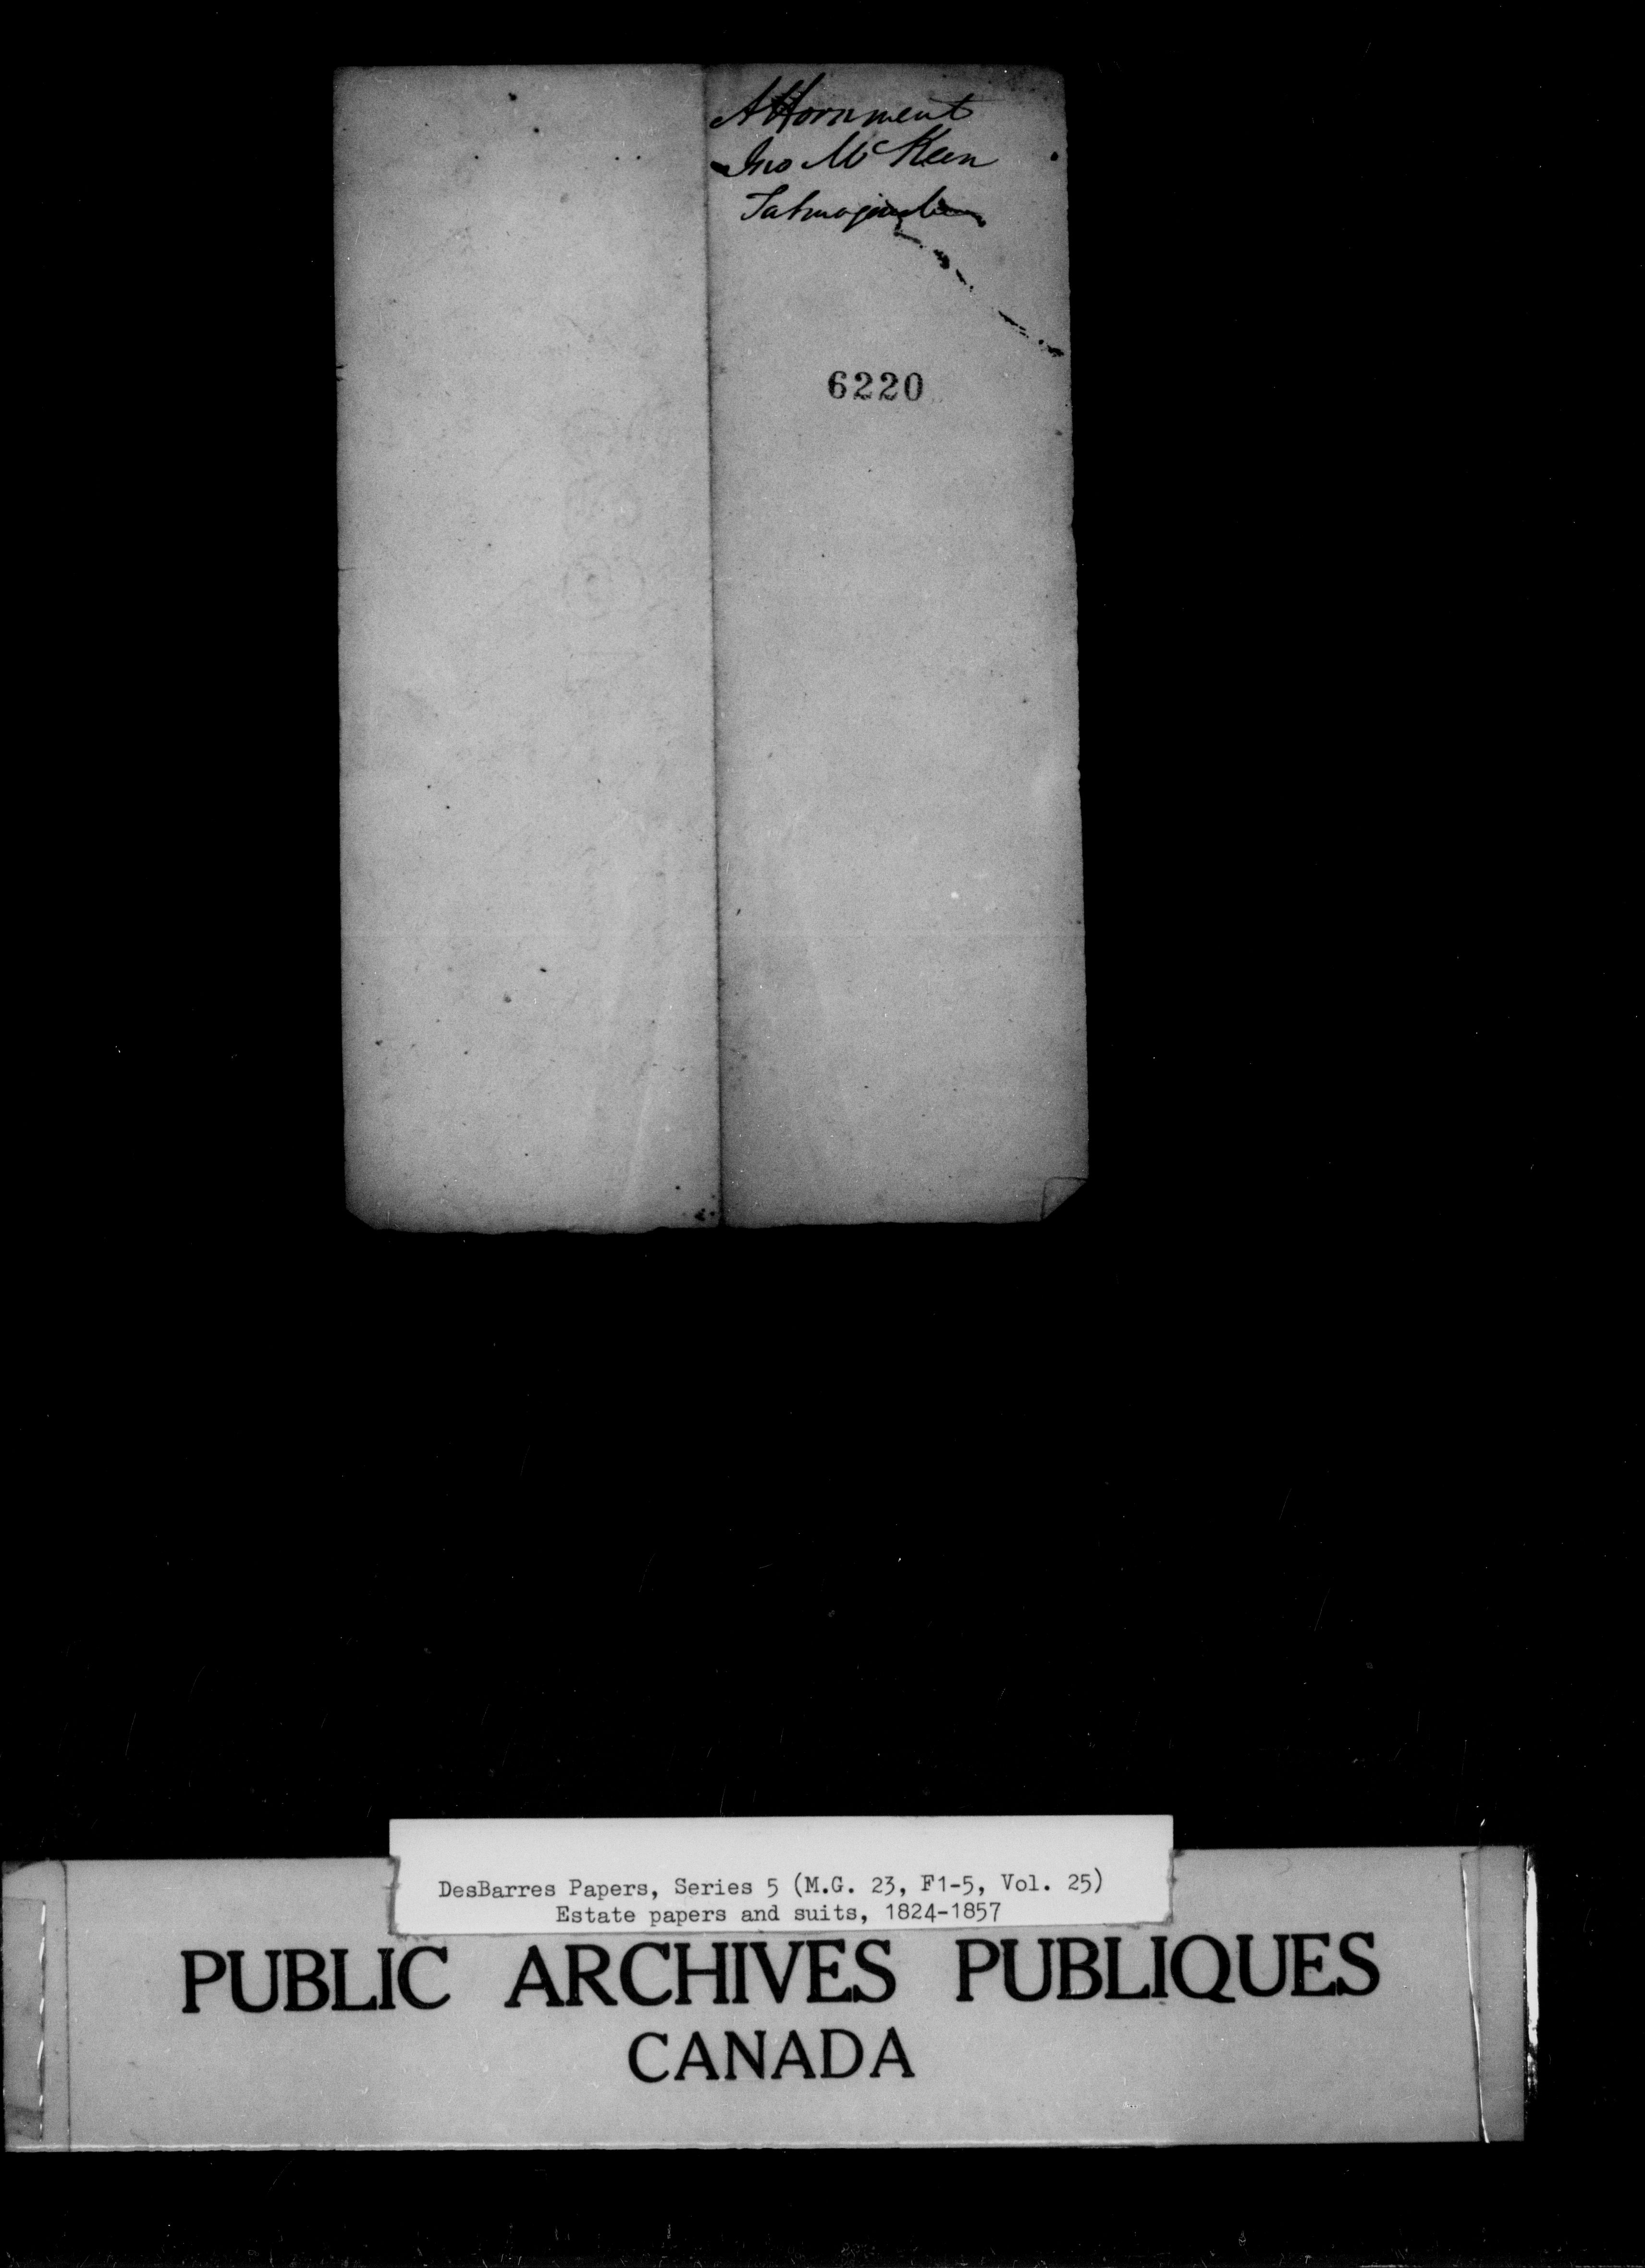 Attornment
Jno McKeen
Tatmagouche
6220
DesBarres Papers, Series 5 (M.G. 23, F1-5, Vol. 25)
Estate papers and suits, 1824-1857
PUBLIC ARCHIVES PUBLIQUES
CANADA